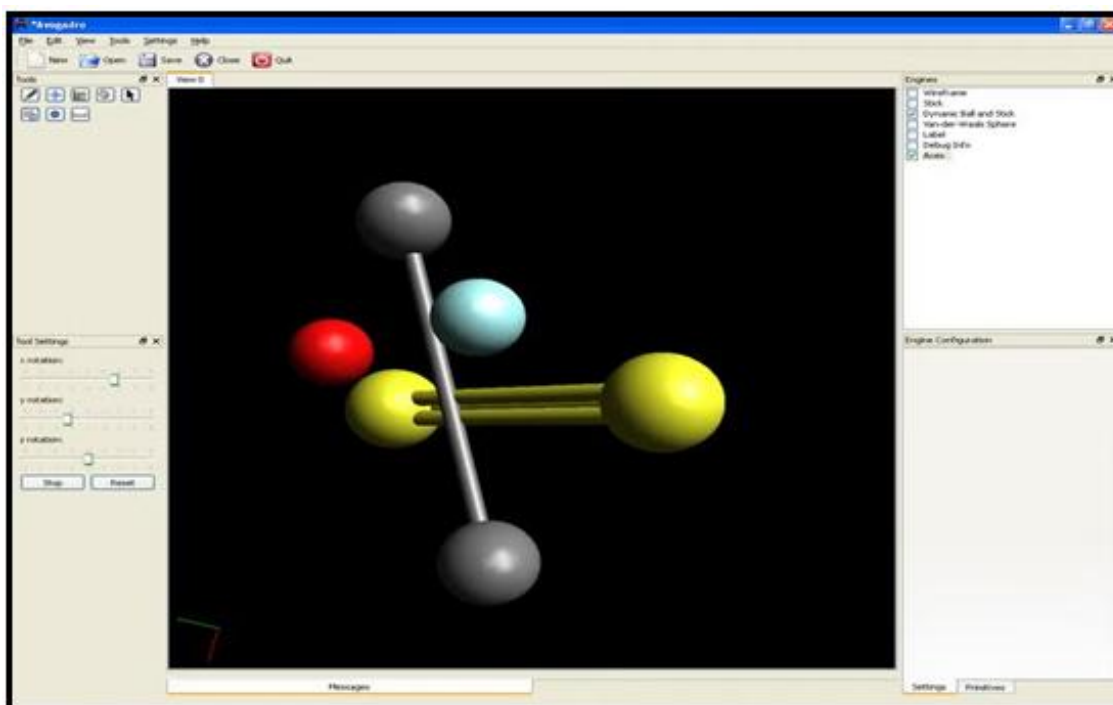 *Avogadro
File Edit View Tools Settings Help
New Open Save Close Quit
Tools
View 0
Engines
Wireframe
Stick
Dynamic Ball and Stick
Van-der-Waals Sphere
Label
Debug Info
Axes
Tool Settings
x rotation:
y rotation:
z rotation:
Stop Reset
Engine Configuration
Messages
Settings Primitives